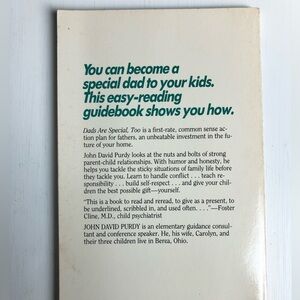 You can become a
special dad to your kids.
This easy-reading
guidebook shows you how.
Dads Are Special, Too is a first-rate, common sense ac-
tion plan for fathers, an unbeatable investment in the fu-
ture of your home.
John David Purdy looks at the nuts and bolts of strong
parent-child relationships. With humor and honesty, he
helps you tackle the sticky situations of family life before
they tackle you. Learn to handle conflict . . . teach re-
sponsibility . . . build self-respect . . . and give your chil-
dren the best possible gift—yourself.
"This is a book to read and reread, to give as a present, to
be underlined, scribbled in, and used often. . . ."—Foster
Cline, M.D., child psychiatrist
JOHN DAVID PURDY is an elementary guidance consul-
tant and conference speaker. He, his wife, Carolyn, and
their three children live in Berea, Ohio.